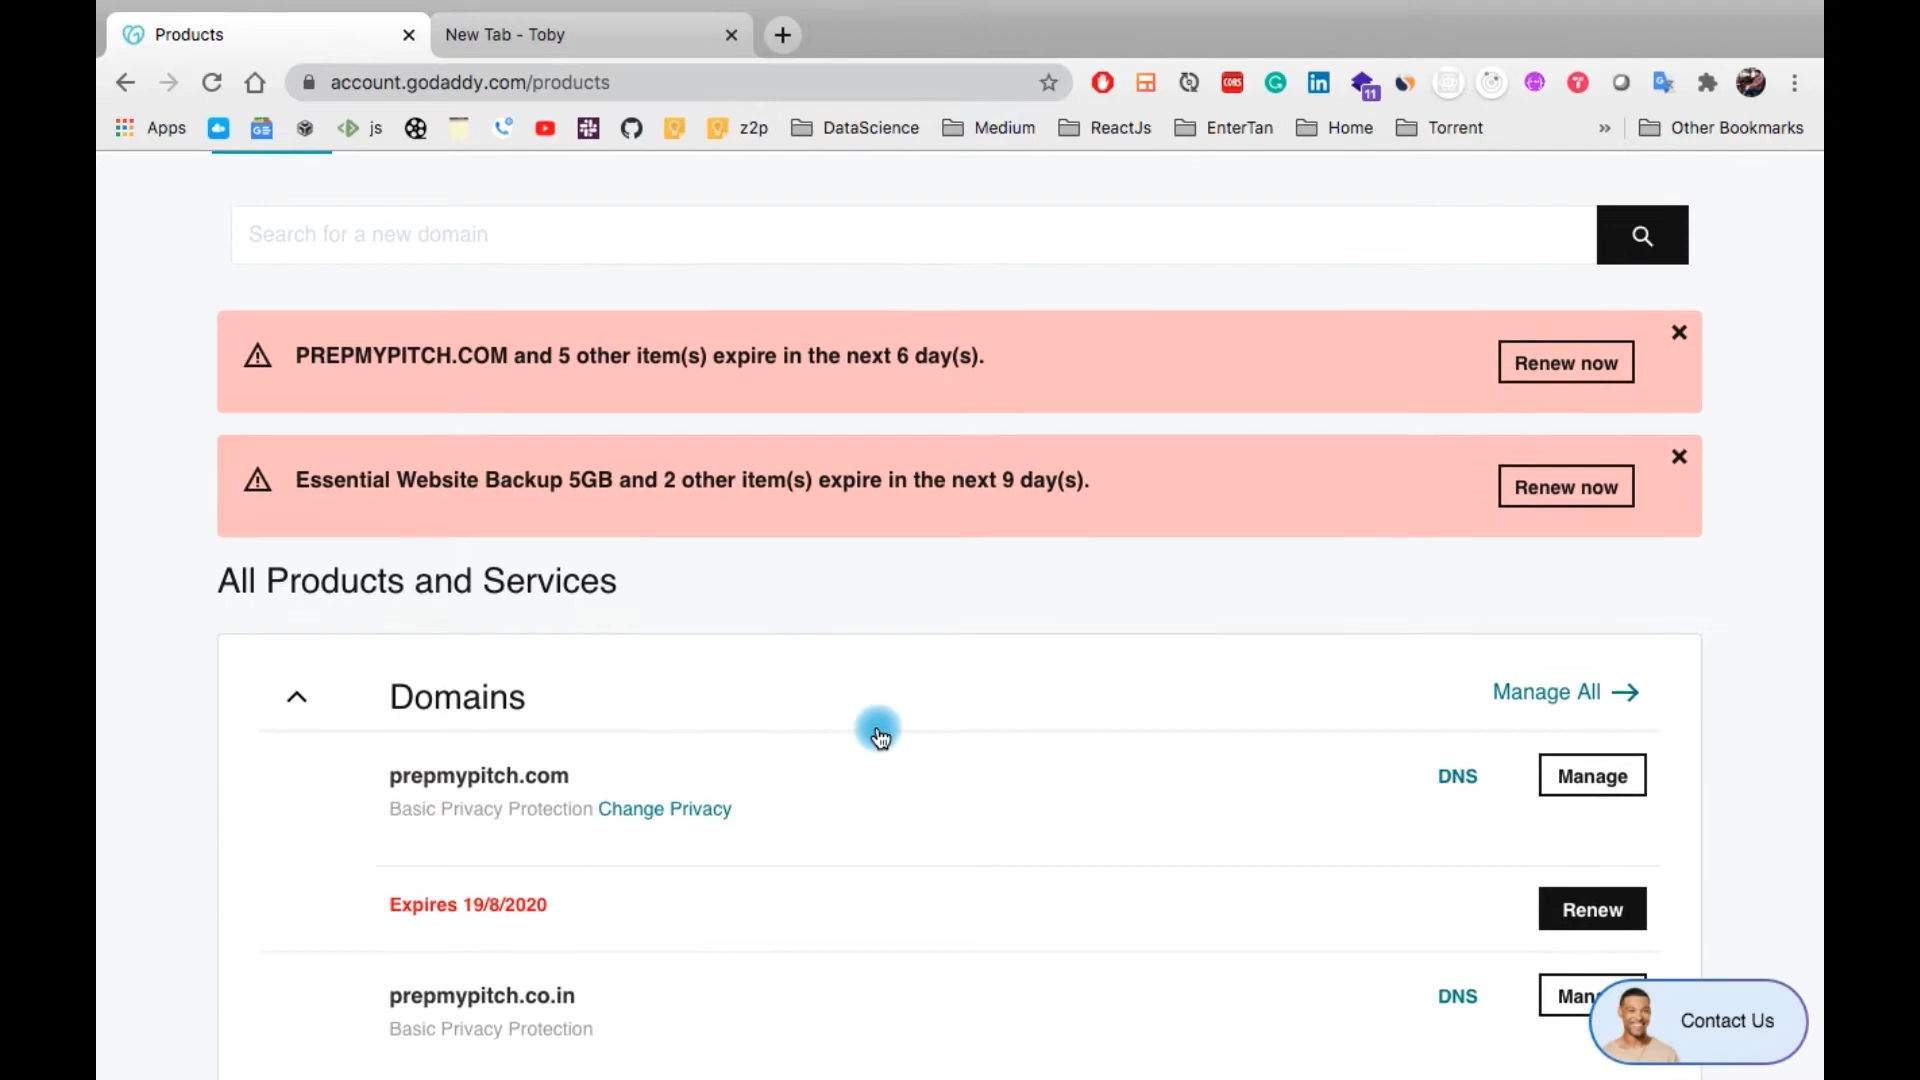 Products
New Tab - Toby
account.godaddy.com/products
CORS
11
Apps
GE
js
z2p
DataScience
Medium
ReactJs
EnterTan
Home
Torrent
»
Other Bookmarks
Search for a new domain
PREPMYPITCH.COM and 5 other item(s) expire in the next 6 day(s).
Renew now
Essential Website Backup 5GB and 2 other item(s) expire in the next 9 day(s).
Renew now
All Products and Services
Domains
Manage All →
prepmypitch.com
DNS
Manage
Basic Privacy Protection Change Privacy
Expires 19/8/2020
Renew
prepmypitch.co.in
DNS
Man
Basic Privacy Protection
Contact Us